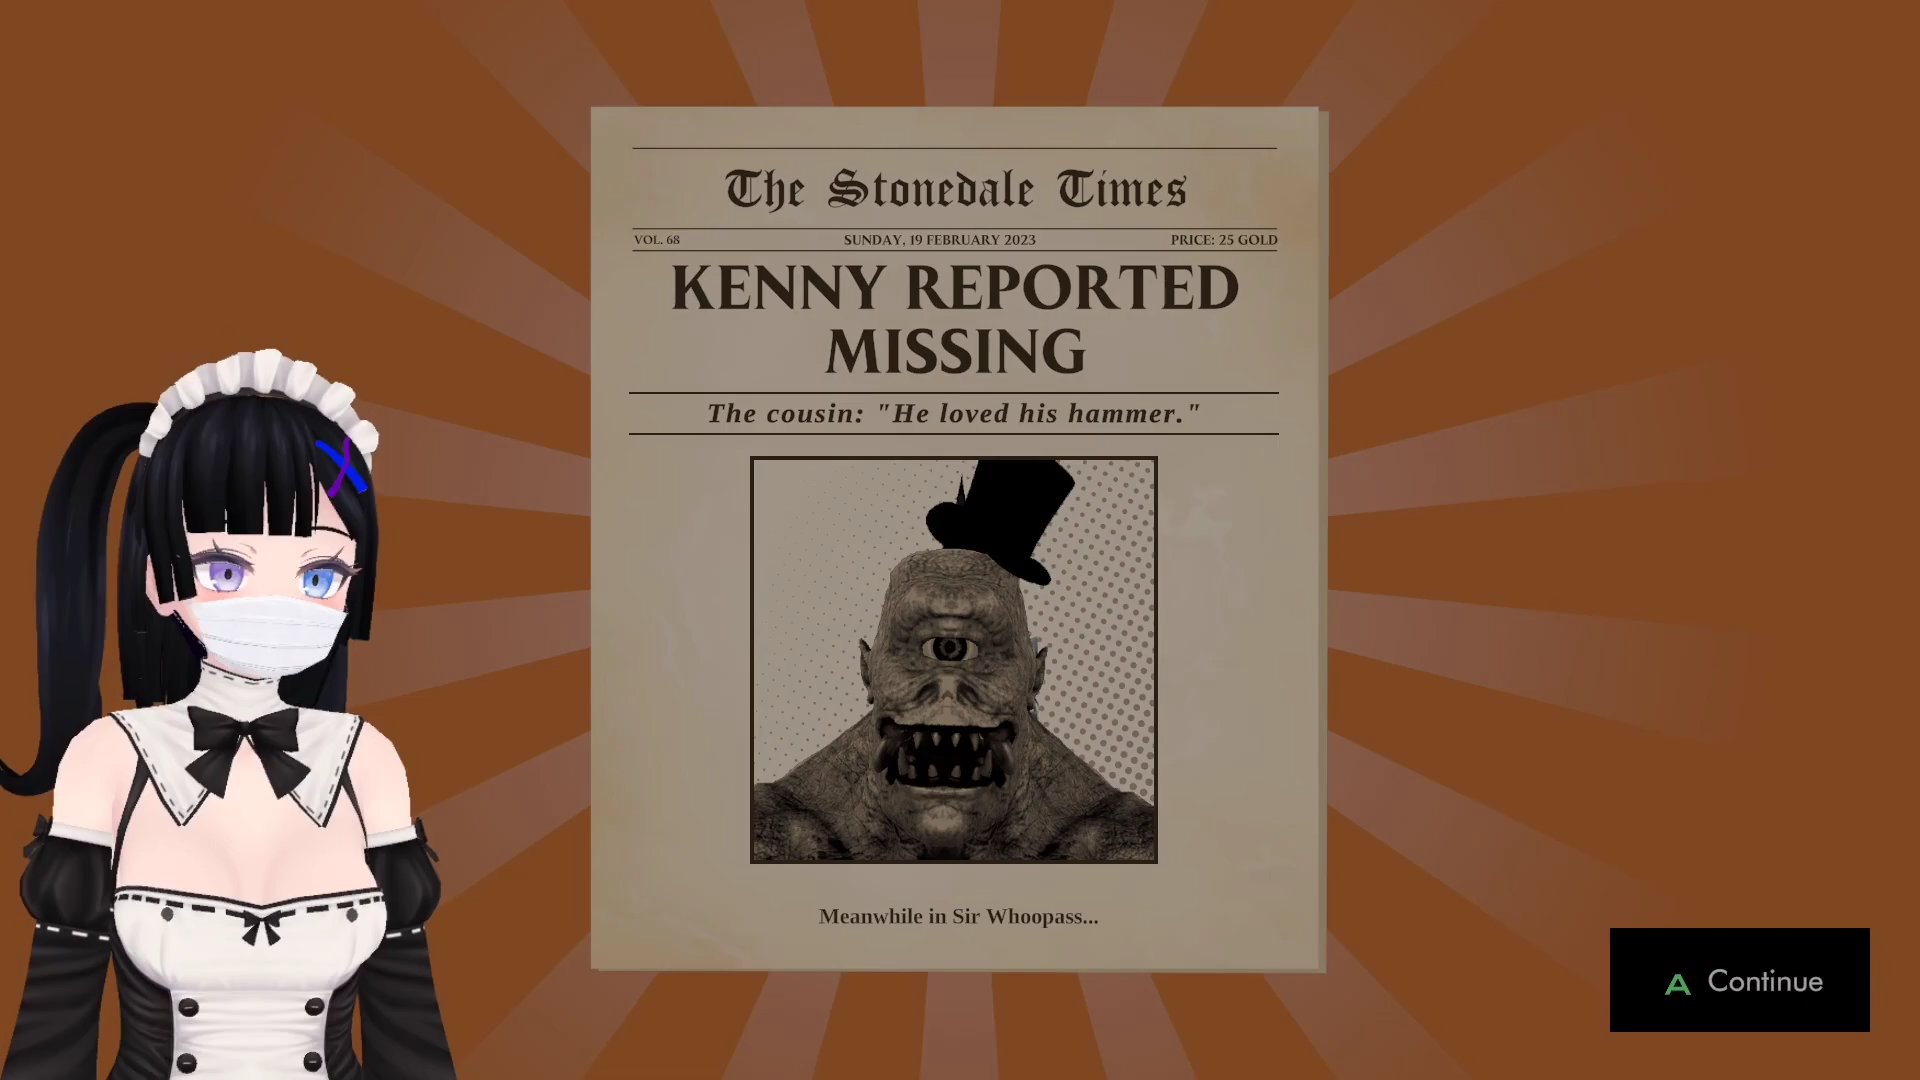 The Stonedale Times
VOL. 68 SUNDAY, 19 FEBRUARY 2023 PRICE: 25 GOLD
KENNY REPORTED
MISSING
The cousin: "He loved his hammer."
Meanwhile in Sir Whoopass...
A Continue